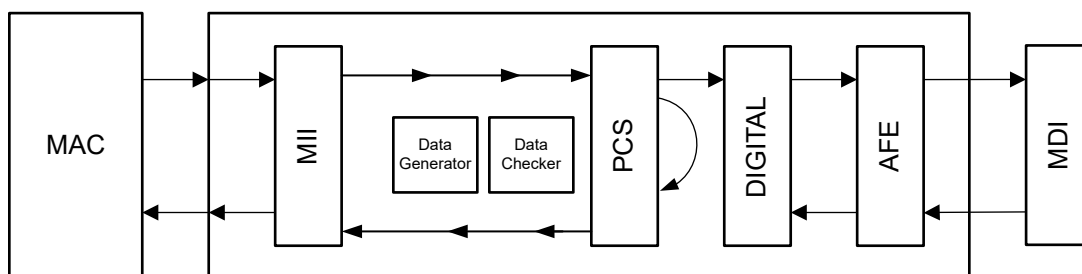 MAC
MII
Data
Generator
Data
Checker
PCS
DIGITAL
AFE
MDI